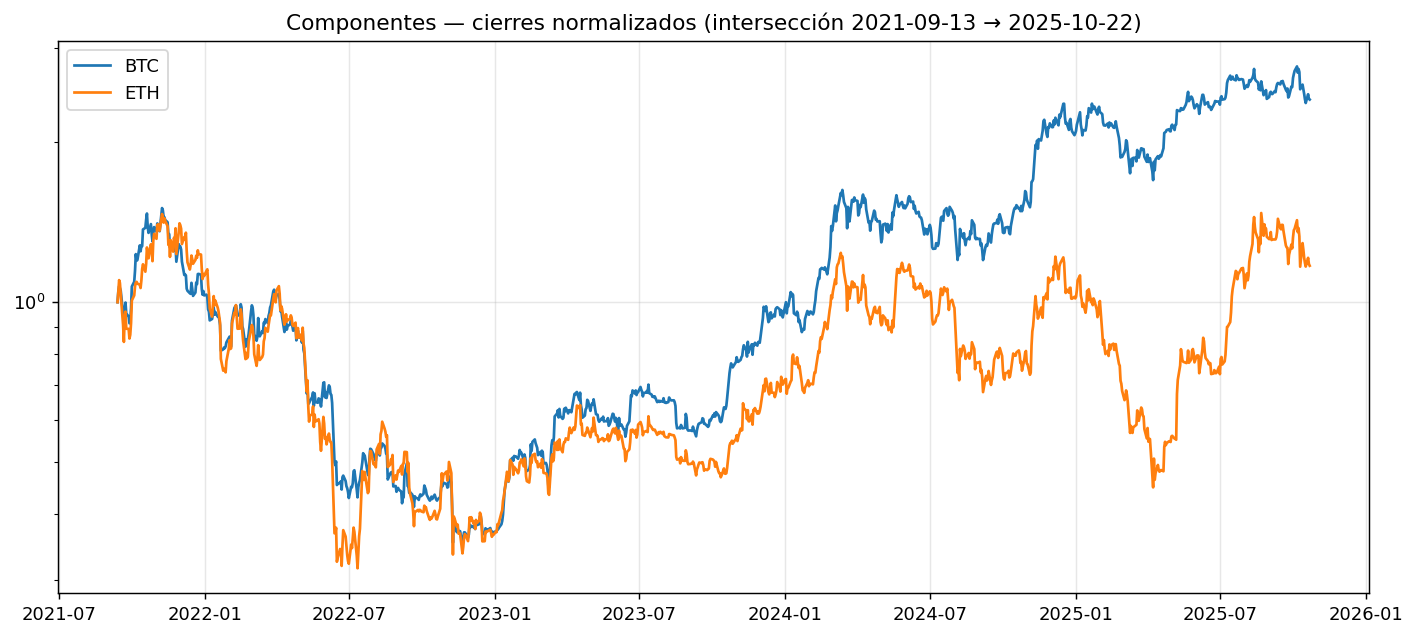 Componentes — cierres normalizados (intersección 2021-09-13 → 2025-10-22)
BTC
ETH
10⁰
2021-07 2022-01 2022-07 2023-01 2023-07 2024-01 2024-07 2025-01 2025-07 2026-01